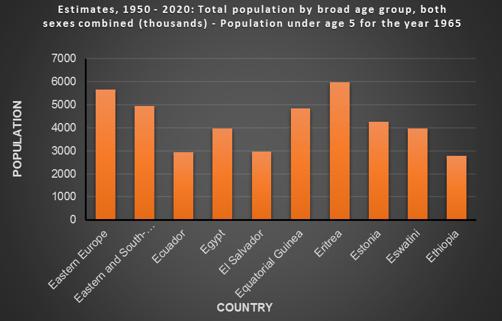 Estimates, 1950 - 2020: Total population by broad age group, both
sexes combined (thousands) - Population under age 5 for the year 1965
POPULATION
7000
6000
5000
4000
3000
2000
1000
0
Eastern Europe
Eastern and South-...
Ecuador
Egypt
El Salvador
Equatorial Guinea
Eritrea
Estonia
Eswatini
Ethiopia
COUNTRY